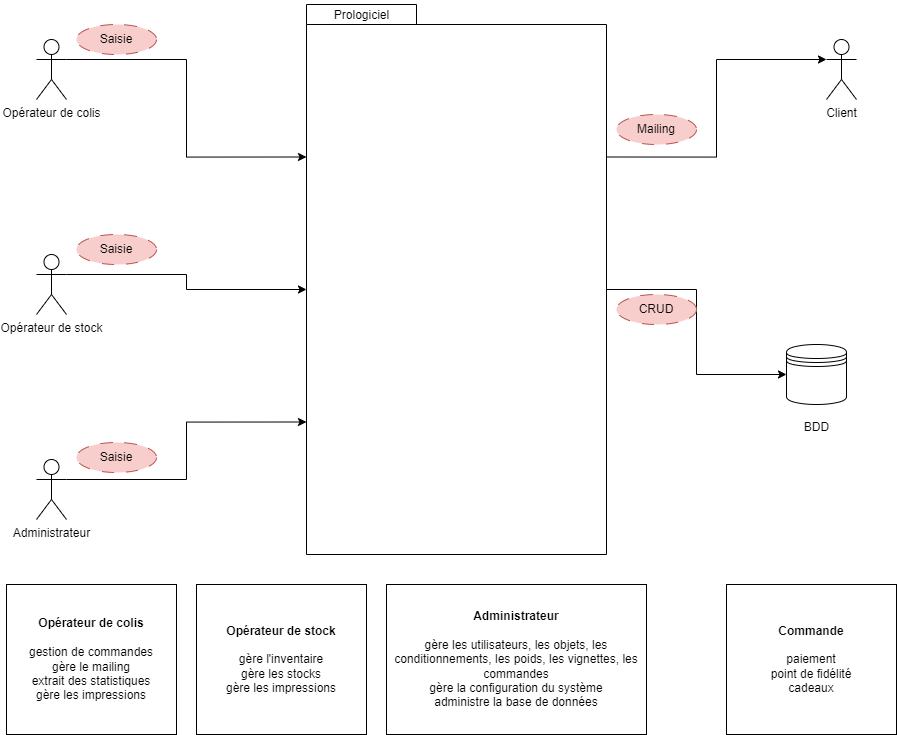 Prologiciel
Saisie
Opérateur de colis
Mailing
Client
Saisie
Opérateur de stock
CRUD
BDD
Saisie
Administrateur
Opérateur de colis
gestion de commandes
gère le mailing
extrait des statistiques
gère les impressions
Opérateur de stock
gère l'inventaire
gère les stocks
gère les impressions
Administrateur
gère les utilisateurs, les objets, les
conditionnements, les poids, les vignettes, les
commandes
gère la configuration du système
administre la base de données
Commande
paiement
point de fidélité
cadeaux